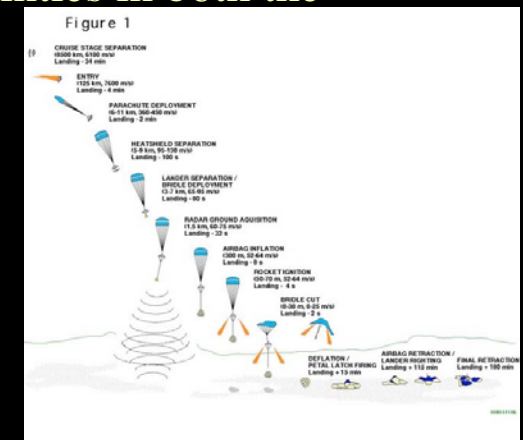 Figure 1
CRUISE STAGE SEPARATION
(8500 km, 6100 m/s)
Landing - 34 min
ENTRY
(125 km, 7600 m/s)
Landing - 4 min
PARACHUTE DEPLOYMENT
(6-11 km, 360-450 m/s)
Landing - 2 min
HEATSHIELD SEPARATION
(5-9 km, 95-130 m/s)
Landing - 100 s
LANDER SEPARATION /
BRIDLE DEPLOYMENT
(3-7 km, 65-95 m/s)
Landing - 80 s
RADAR GROUND AQUISITION
(1.5 km, 60-75 m/s)
Landing - 32 s
AIRBAG INFLATION
(300 m, 52-64 m/s)
Landing - 8 s
ROCKET IGNITION
(50-70 m, 52-64 m/s)
Landing - 4 s
BRIDLE CUT
(0-30 m, 0-25 m/s)
Landing - 2 s
DEFLATION /
PETAL LATCH FIRING
Landing + 15 min
AIRBAG RETRACTION /
LANDER RIGHTING
Landing + 115 min
FINAL RETRACTION
Landing + 180 min